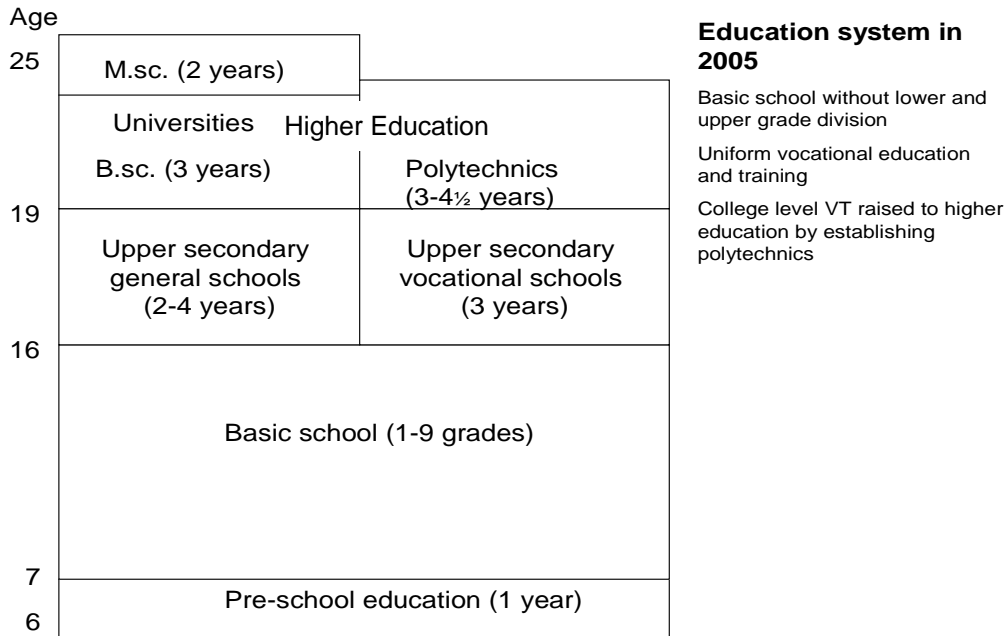 Age
25
M.sc. (2 years)
Universities
Higher Education
B.sc. (3 years)
Polytechnics
(3-4½ years)
19
Upper secondary
general schools
(2-4 years)
Upper secondary
vocational schools
(3 years)
16
Basic school (1-9 grades)
7
Pre-school education (1 year)
6
Education system in
2005
Basic school without lower and
upper grade division
Uniform vocational education
and training
College level VT raised to higher
education by establishing
polytechnics